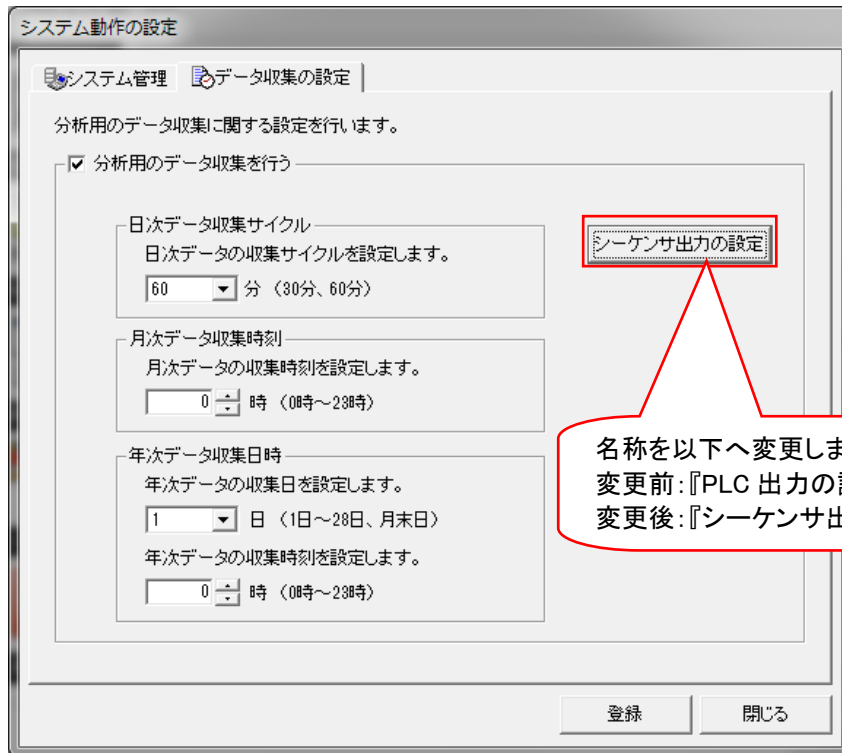 システム動作の設定
システム管理 データ収集の設定
分析用のデータ収集に関する設定を行います。
分析用のデータ収集を行う
日次データ収集サイクル
日次データの収集サイクルを設定します。
60 分 (30分、60分)
シーケンサ出力の設定
月次データ収集時刻
月次データの収集時刻を設定します。
0 時 (0時～23時)
年次データ収集日時
年次データの収集日を設定します。
1 日 (1日～28日、月末日)
年次データの収集時刻を設定します。
0 時 (0時～23時)
名称を以下へ変更しま
変更前:『PLC 出力の
変更後:『シーケンサ出
登録 閉じる